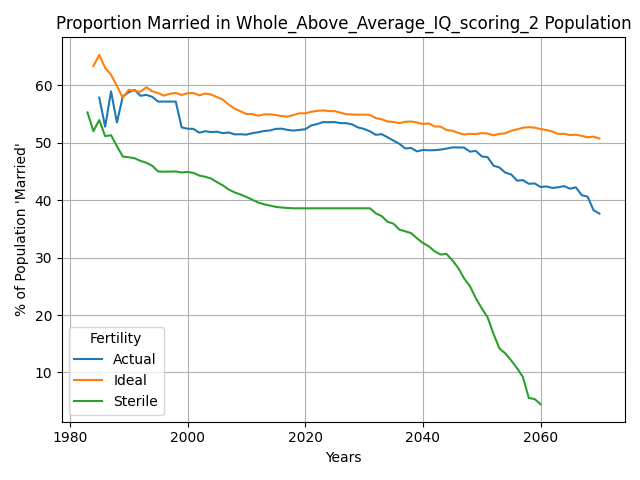 Proportion Married in Whole_Above_Average_IQ_scoring_2 Population
% of Population 'Married'
60
50
40
30
20
10
Fertility
Actual
Ideal
Sterile
1980
2000
2020
2040
2060
Years